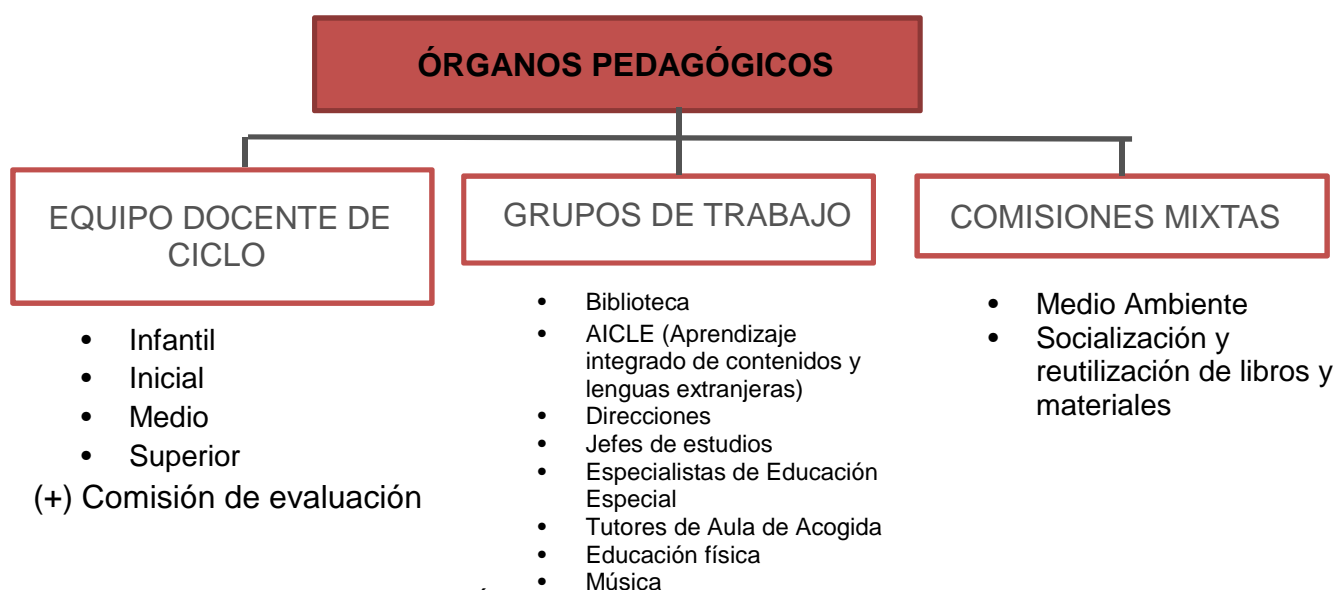 ÓRGANOS PEDAGÓGICOS
EQUIPO DOCENTE DE
CICLO
• Infantil
• Inicial
• Medio
• Superior
(+) Comisión de evaluación
GRUPOS DE TRABAJO
• Biblioteca
• AICLE (Aprendizaje
integrado de contenidos y
lenguas extranjeras)
• Direcciones
• Jefes de estudios
• Especialistas de Educación
Especial
• Tutores de Aula de Acogida
• Educación física
• Música
COMISIONES MIXTAS
• Medio Ambiente
• Socialización y
reutilización de libros y
materiales